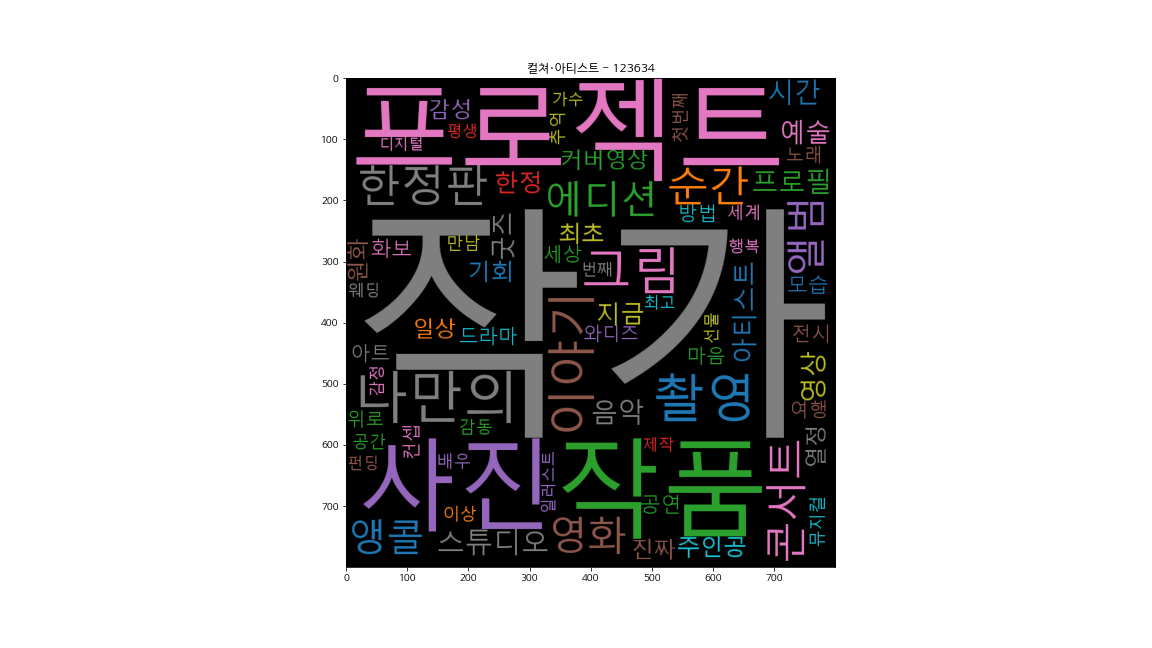 컬쳐·아티스트 - 123634
0
100
200
300
400
500
600
700
프로젝트
감성
가수
추억
첫번째
시간
평생
디지털
예술
커버영상
노래
한정판
한정
에디션
순간
프로필
방법
세계
앨범
굿즈
최초
원화
화보
만남
기회
세상
번째
그림
행복
작가
웨딩
모습
최고
아티스트
이야기
지금
선물
일상
드라마
와디즈
전시
아트
마음
영상
감정
나만의
촬영
음악
여행
위로
공간
컨셉
감동
열정
펀딩
배우
일러스트
제작
사진
작품
콘서트
이상
공연
뮤지컬
앵콜
스튜디오
영화
진짜
주인공
0
100
200
300
400
500
600
700